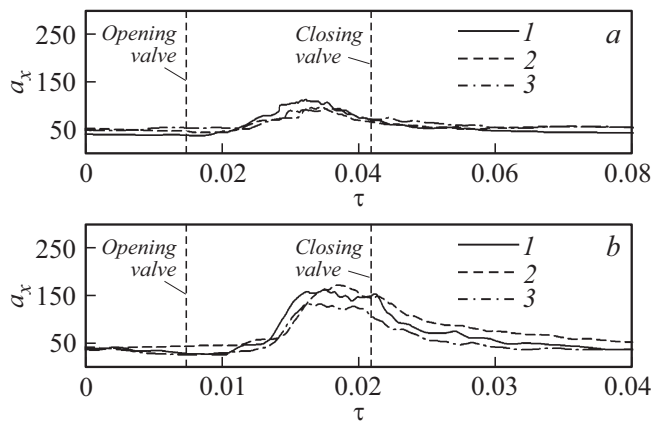 250
150
50
a_x
Opening valve
Closing valve
1
2
3
a
0
0.02
0.04
0.06
0.08
τ
250
150
50
a_x
Opening valve
Closing valve
1
2
3
b
0
0.01
0.02
0.03
0.04
τ